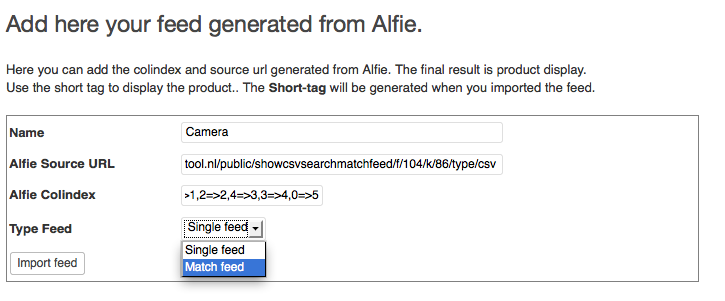 Add here your feed generated from Alfie.
Here you can add the colindex and source url generated from Alfie. The final result is product display.
Use the short tag to display the product.. The Short-tag will be generated when you imported the feed.
Name Camera
Alfie Source URL tool.nl/public/showcsvsearchmatchfeed/f/104/k/86/type/csv
Alfie Colindex >1,2=>2,4=>3,3=>4,0=>5
Type Feed Single feed
Single feed
Match feed
Import feed